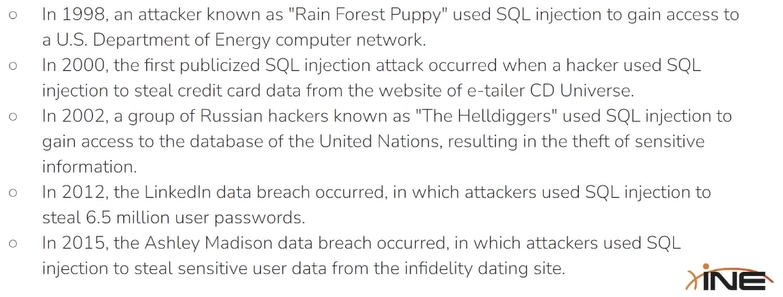 ○ In 1998, an attacker known as "Rain Forest Puppy" used SQL injection to gain access to
a U.S. Department of Energy computer network.
○ In 2000, the first publicized SQL injection attack occurred when a hacker used SQL
injection to steal credit card data from the website of e-tailer CD Universe.
○ In 2002, a group of Russian hackers known as "The Helldiggers" used SQL injection to
gain access to the database of the United Nations, resulting in the theft of sensitive
information.
○ In 2012, the LinkedIn data breach occurred, in which attackers used SQL injection to
steal 6.5 million user passwords.
○ In 2015, the Ashley Madison data breach occurred, in which attackers used SQL
injection to steal sensitive user data from the infidelity dating site.
INE